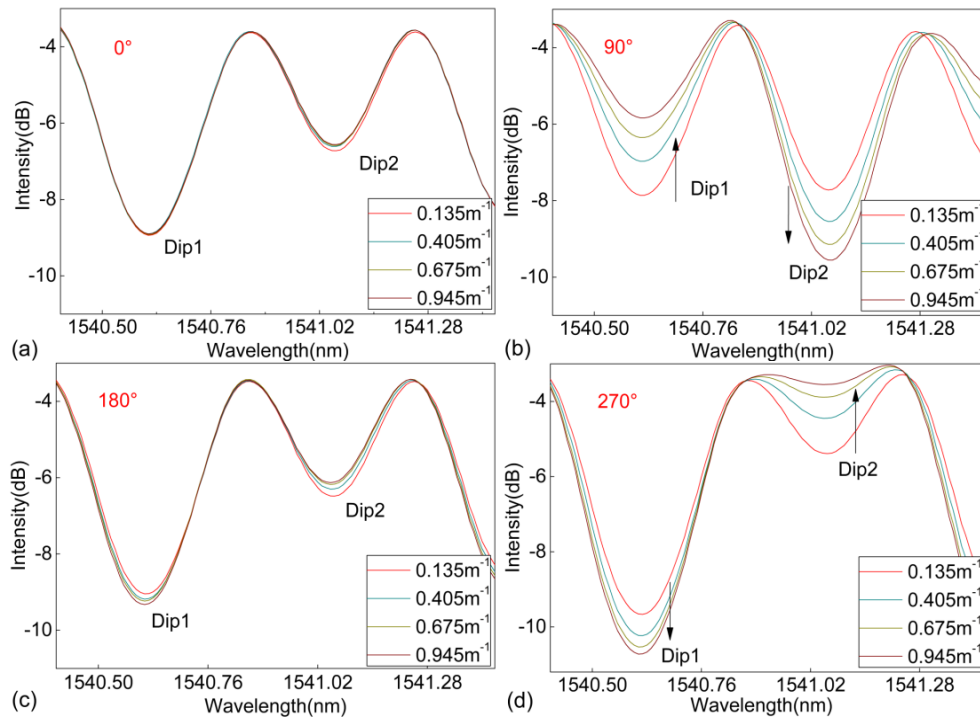 0°
Intensity(dB)
-4
-6
-8
-10
Dip1
Dip2
0.135m⁻¹
0.405m⁻¹
0.675m⁻¹
0.945m⁻¹
1540.50 1540.76 1541.02 1541.28
(a) Wavelength(nm)
90°
Intensity(dB)
-4
-6
-8
-10
Dip1
Dip2
0.135m⁻¹
0.405m⁻¹
0.675m⁻¹
0.945m⁻¹
1540.50 1540.76 1541.02 1541.28
(b) Wavelength(nm)
180°
Intensity(dB)
-4
-6
-8
-10
Dip1
Dip2
0.135m⁻¹
0.405m⁻¹
0.675m⁻¹
0.945m⁻¹
1540.50 1540.76 1541.02 1541.28
(c) Wavelength(nm)
270°
Intensity(dB)
-4
-6
-8
-10
Dip2
Dip1
0.135m⁻¹
0.405m⁻¹
0.675m⁻¹
0.945m⁻¹
1540.50 1540.76 1541.02 1541.28
(d) Wavelength(nm)